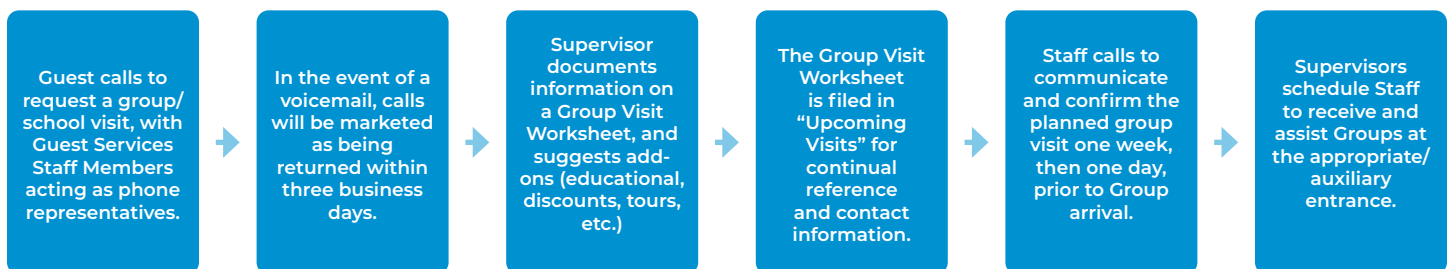 Guest calls to
request a group/
school visit, with
Guest Services
Staff Members
acting as phone
representatives.
In the event of a
voicemail, calls
will be marketed
as being
returned within
three business
days.
Supervisor
documents
information on
a Group Visit
Worksheet, and
suggests add-
ons (educational,
discounts, tours,
etc.)
The Group Visit
Worksheet
is filed in
“Upcoming
Visits” for
continual
reference
and contact
information.
Staff calls to
communicate
and confirm the
planned group
visit one week,
then one day,
prior to Group
arrival.
Supervisors
schedule Staff
to receive and
assist Groups at
the appropriate/
auxiliary
entrance.